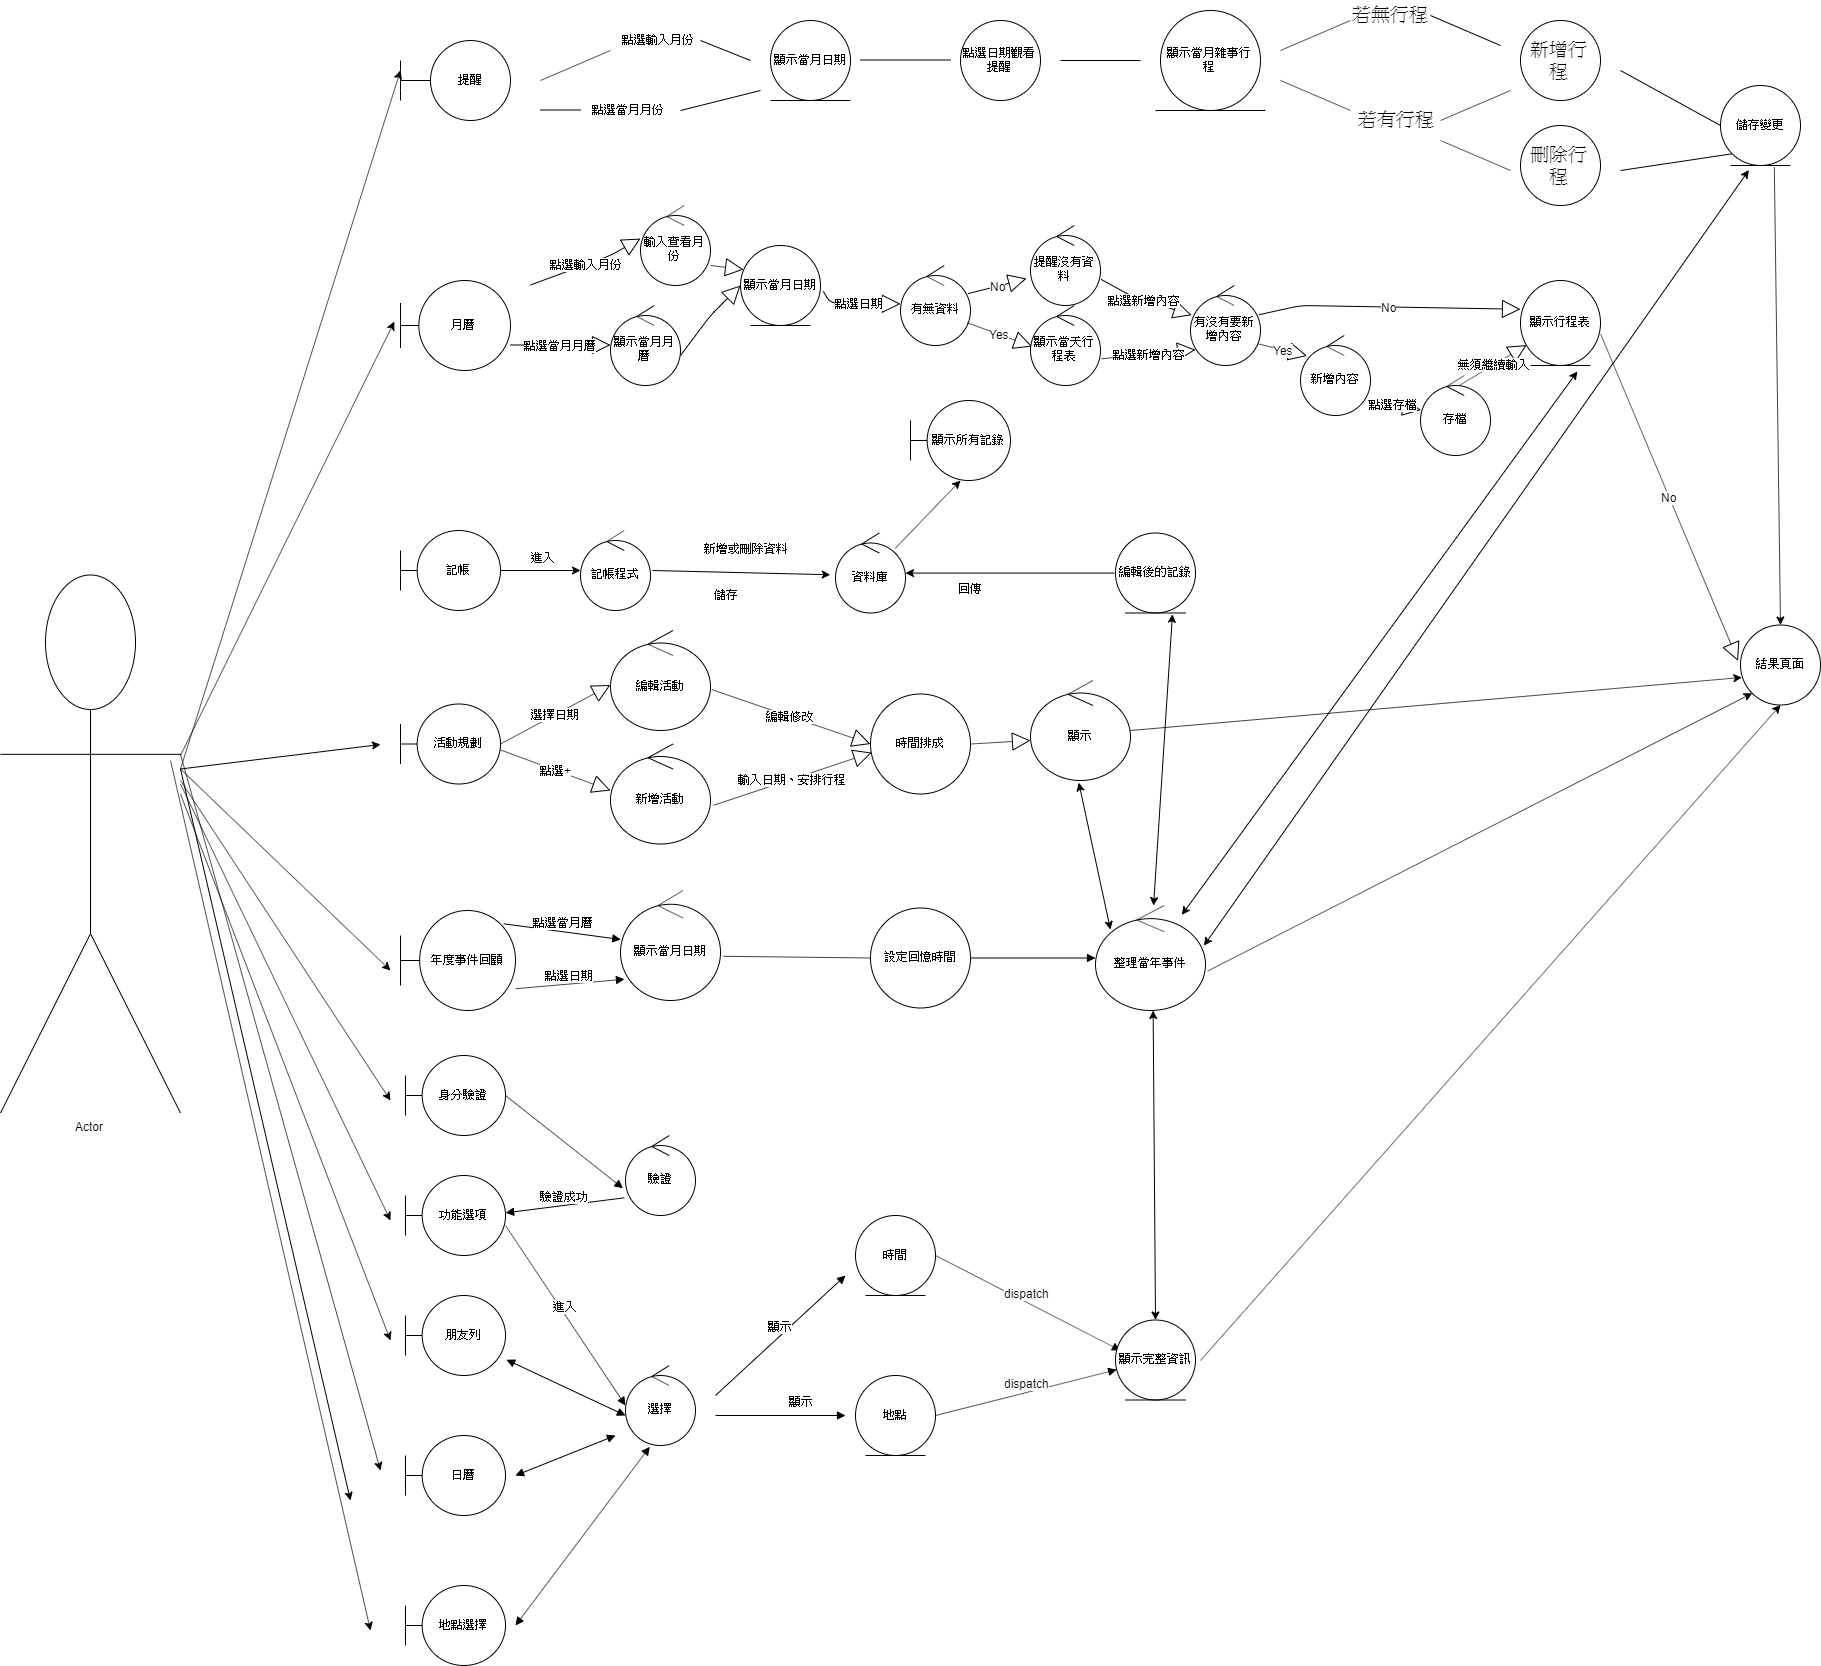 提醒
點選輸入月份
點選當月月份
顯示當月日期
點選日期觀看
提醒
顯示當月雜事行
程
若無行程
若有行程
新增行
程
刪除行
程
儲存變更
月曆
點選輸入月份
點選當月月曆
輸入查看月
份
顯示當月月
曆
顯示當月日期
點選日期
有無資料
No
Yes
提醒沒有資
料
顯示當天行
程表
點選新增內容
點選新增內容
有沒有要新
增內容
No
Yes
新增內容
點選存檔
存檔
無須繼續輸入
顯示行程表
No
顯示所有記錄
記帳
進入
記帳程式
新增或刪除資料
儲存
資料庫
回傳
編輯後的記錄
結果頁面
活動規劃
選擇日期
點選+
編輯活動
新增活動
編輯修改
輸入日期、安排行程
時間排成
顯示
年度事件回顧
點選當月曆
點選日期
顯示當月日期
設定回憶時間
整理當年事件
Actor
身分驗證
驗證
驗證成功
功能選項
進入
朋友列
選擇
日曆
地點選擇
顯示
顯示
時間
地點
dispatch
dispatch
顯示完整資訊